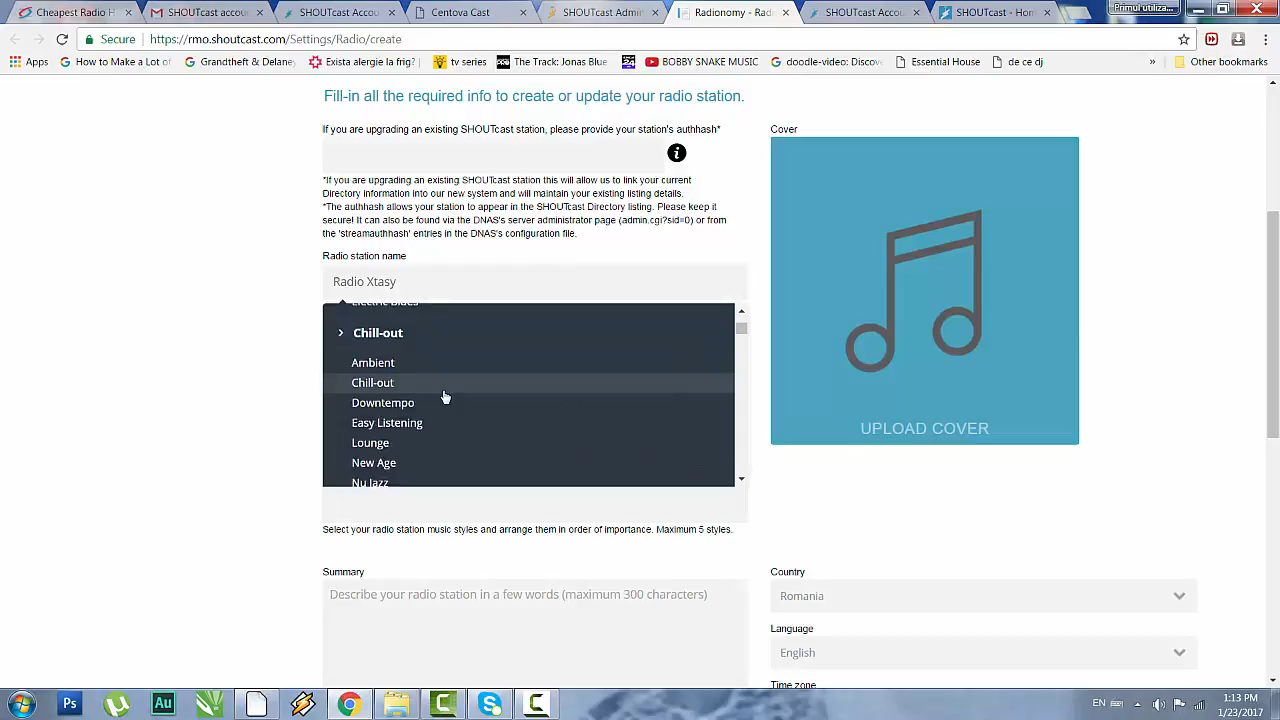 Cheapest Radio H
SHOUTcast accou
SHOUTcast Accou
Centova Cast
SHOUTcast Admin
Radionomy - Rad
SHOUTcast Accou
SHOUTcast - Hom
Primul utiliza...
Secure
https://rmo.shoutcast.com/Settings/Radio/create
Apps
How to Make a Lot of
Grandtheft & Delaney
Exista alergie la frig?
tv series
The Track: Jonas Blue
BOBBY SNAKE MUSIC
doodle-video: Discov
Essential House
de ce dj
»
Other bookmarks
Fill-in all the required info to create or update your radio station.
If you are upgrading an existing SHOUTcast station, please provide your station's authhash*
Cover
*If you are upgrading an existing SHOUTcast station this will allow us to link your current
Directory information into our new system and will maintain your existing listing details.
*The authhash allows your station to appear in the SHOUTcast Directory listing. Please keep it
secure! It can also be found via the DNAS's server administrator page (admin.cgi?sid=0) or from
the 'streamauthhash' entries in the DNAS's configuration file.
Radio station name
Radio Xtasy
Electric Blues
Chill-out
Ambient
Chill-out
Downtempo
Easy Listening
Lounge
New Age
Nu Jazz
UPLOAD COVER
Select your radio station music styles and arrange them in order of importance. Maximum 5 styles.
Summary
Describe your radio station in a few words (maximum 300 characters)
Country
Romania
Language
English
Time zone
Ps
Au
EN
1:13 PM
1/23/2017